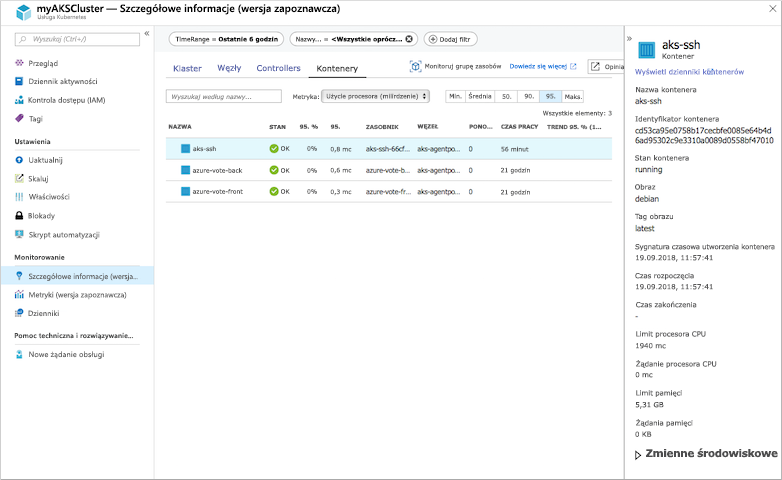 myAKSCluster — Szczegółowe informacje (wersja zapoznawcza)
Usługa Kubernetes
Wyszukaj (Ctrl+/)
Przegląd
Dziennik aktywności
Kontrola dostępu (IAM)
Tagi
Ustawienia
Uaktualnij
Skaluj
Właściwości
Blokady
Skrypt automatyzacji
Monitorowanie
Szczegółowe informacje (wersja...
Metryki (wersja zapoznawcza)
Dzienniki
Pomoc techniczna i rozwiązywanie...
Nowe żądanie obsługi
TimeRange = Ostatnie 6 godzin
Nazwy... = <Wszystkie oprócz...
Dodaj filtr
Klaster Węzły Controllers Kontenery
Monitoruj grupę zasobów
Dowiedz się więcej
Opinia
Wyszukaj według nazwy...
Metryka: Użycie procesora (milirdzenie)
Min. Średnia 50. 90. 95. Maks.
Wszystkie elementy: 3
NAZWA STAN 95. % 95. ZASOBNIK WĘZEŁ PONO... CZAS PRACY TREND 95. % (1...
aks-ssh OK 0% 0,8 mc aks-ssh-66cf... aks-agentpo... 0 56 minut
azure-vote-back OK 0% 0,6 mc azure-vote-b... aks-agentpo... 0 21 godzin
azure-vote-front OK 0% 0,3 mc azure-vote-fr... aks-agentpo... 0 21 godzin
aks-ssh
Kontener
Wyświetl dzienniki kontenerów
Nazwa kontenera
aks-ssh
Identyfikator kontenera
cd53ca95e0758b17cecbfe0085e64b4d
6ad95302c9e3310a0089d0558bf47010
Stan kontenera
running
Obraz
debian
Tag obrazu
latest
Sygnatura czasowa utworzenia kontenera
19.09.2018, 11:57:41
Czas rozpoczęcia
19.09.2018, 11:57:41
Czas zakończenia
-
Limit procesora CPU
1940 mc
Żądanie procesora CPU
0 mc
Limit pamięci
5,31 GB
Żądania pamięci
0 KB
Zmienne środowiskowe